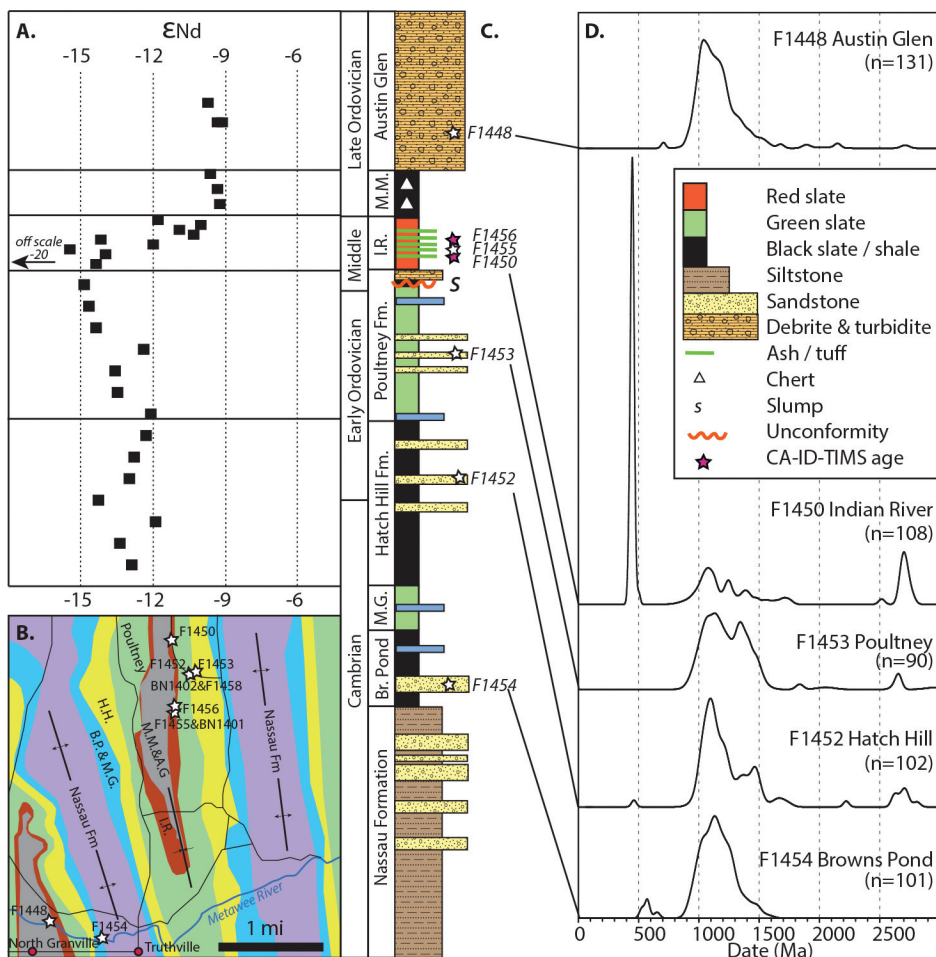 A.
εNd
-15 -12 -9 -6
off scale
-20
-15 -12 -9 -6
Late Ordovician
Middle
Early Ordovician
Cambrian
Austin Glen
M.M.
I.R.
Poultney Fm.
Hatch Hill Fm.
M.G.
Br. Pond
Nassau Formation
C.
F1448
F1456
F1455
F1450
S
F1453
F1452
F1454
D.
F1448 Austin Glen
(n=131)
Red slate
Green slate
Black slate / shale
Siltstone
Sandstone
Debrite & turbidite
Ash / tuff
Chert
S Slump
Unconformity
CA-ID-TIMS age
F1450 Indian River
(n=108)
F1453 Poultney
(n=90)
F1452 Hatch Hill
(n=102)
F1454 Browns Pond
(n=101)
0 500 1000 1500 2000 2500
Date (Ma)
B.
Poultney
F1450
F1452 F1453
BN1402&F1458
F1456
F1455&BN1401
H.H.
B.P. & M.G.
M.M.&A.G
Nassau Fm
Nassau Fm
I.R.
Metawee River
F1448
F1454
North Granville
Truthville
1 mi